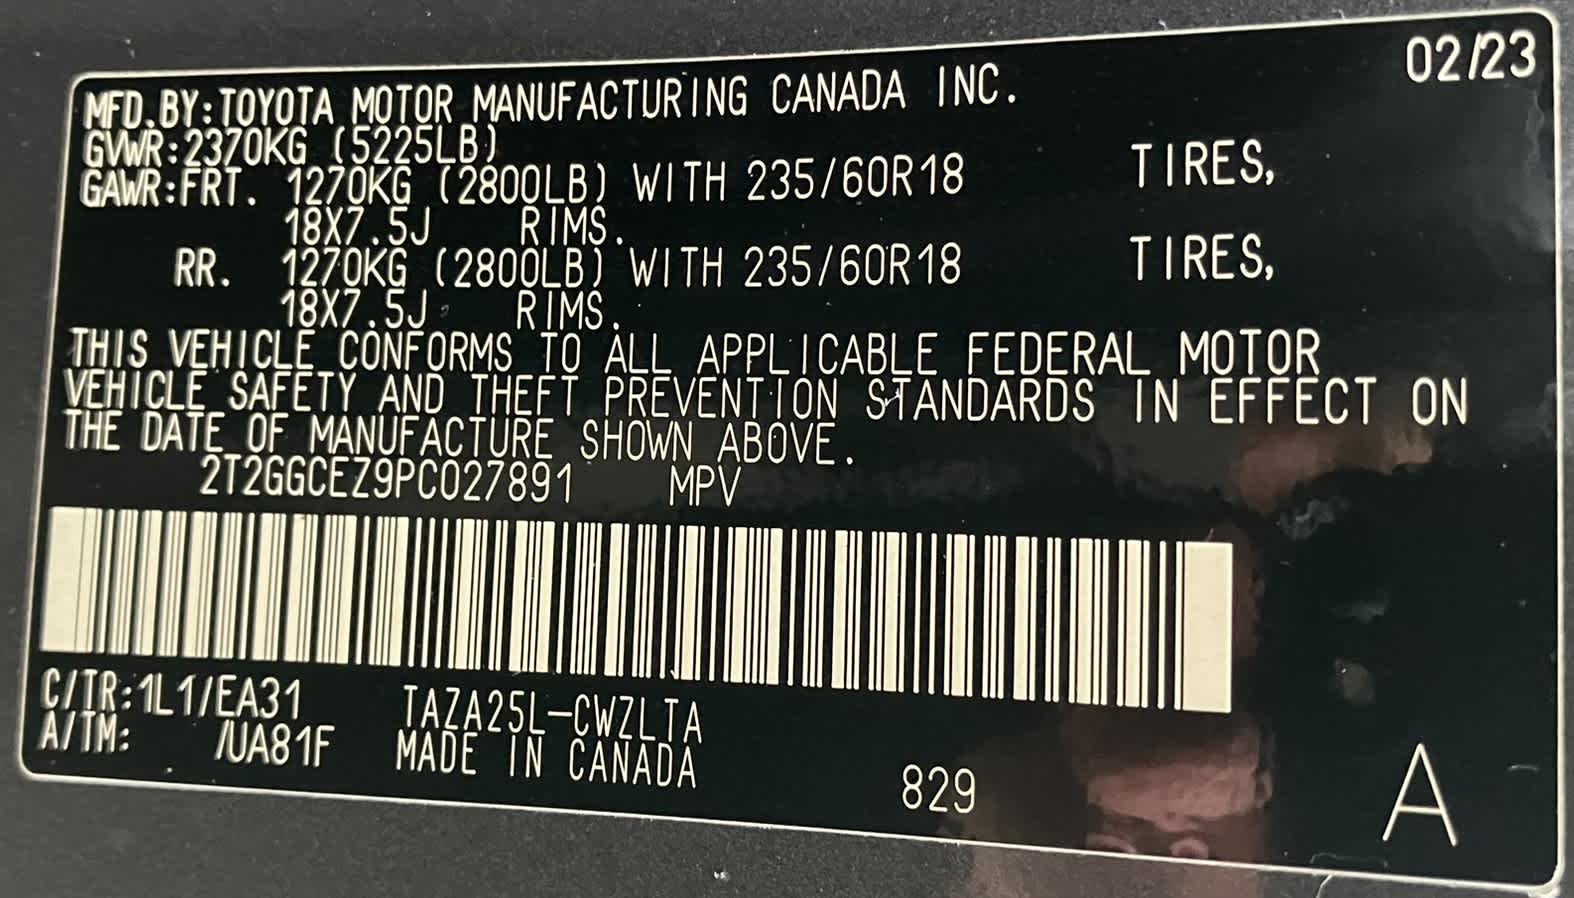 02/23
MFD.BY:TOYOTA MOTOR MANUFACTURING CANADA INC.
GVWR:2370KG (5225LB)
GAWR:FRT. 1270KG (2800LB) WITH 235/60R18 TIRES,
18X7.5J RIMS.
RR. 1270KG (2800LB) WITH 235/60R18 TIRES,
18X7.5J RIMS.
THIS VEHICLE CONFORMS TO ALL APPLICABLE FEDERAL MOTOR
VEHICLE SAFETY AND THEFT PREVENTION STANDARDS IN EFFECT ON
THE DATE OF MANUFACTURE SHOWN ABOVE.
2T2GGCEZ9PC027891 MPV
C/TR:1L1/EA31 TAZA25L-CWZLTA
A/TM: /UA81F MADE IN CANADA
829
A